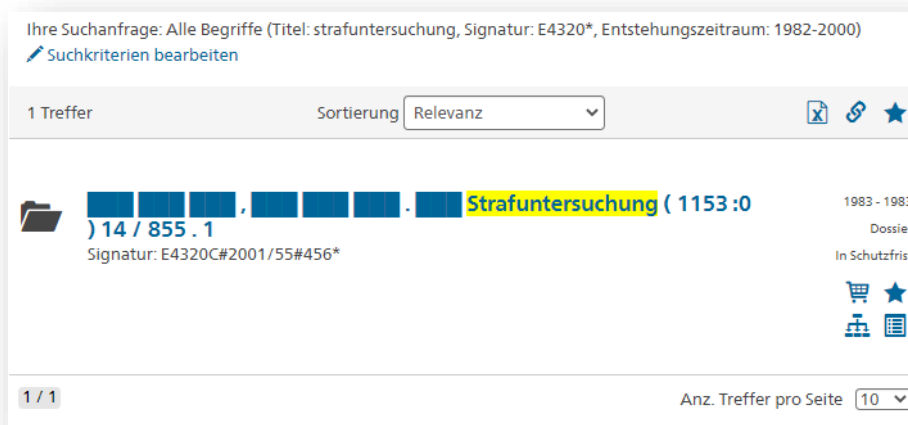 Ihre Suchanfrage: Alle Begriffe (Titel: strafuntersuchung, Signatur: E4320*, Entstehungszeitraum: 1982-2000)
Suchkriterien bearbeiten
1 Treffer Sortierung Relevanz
███ ███ ███ , ███ ███ ███ . ███ Strafuntersuchung ( 1153 :0
) 14 / 855 . 1
Signatur: E4320C#2001/55#456*
1983 - 1983
Dossie
In Schutzfris
1 / 1 Anz. Treffer pro Seite 10